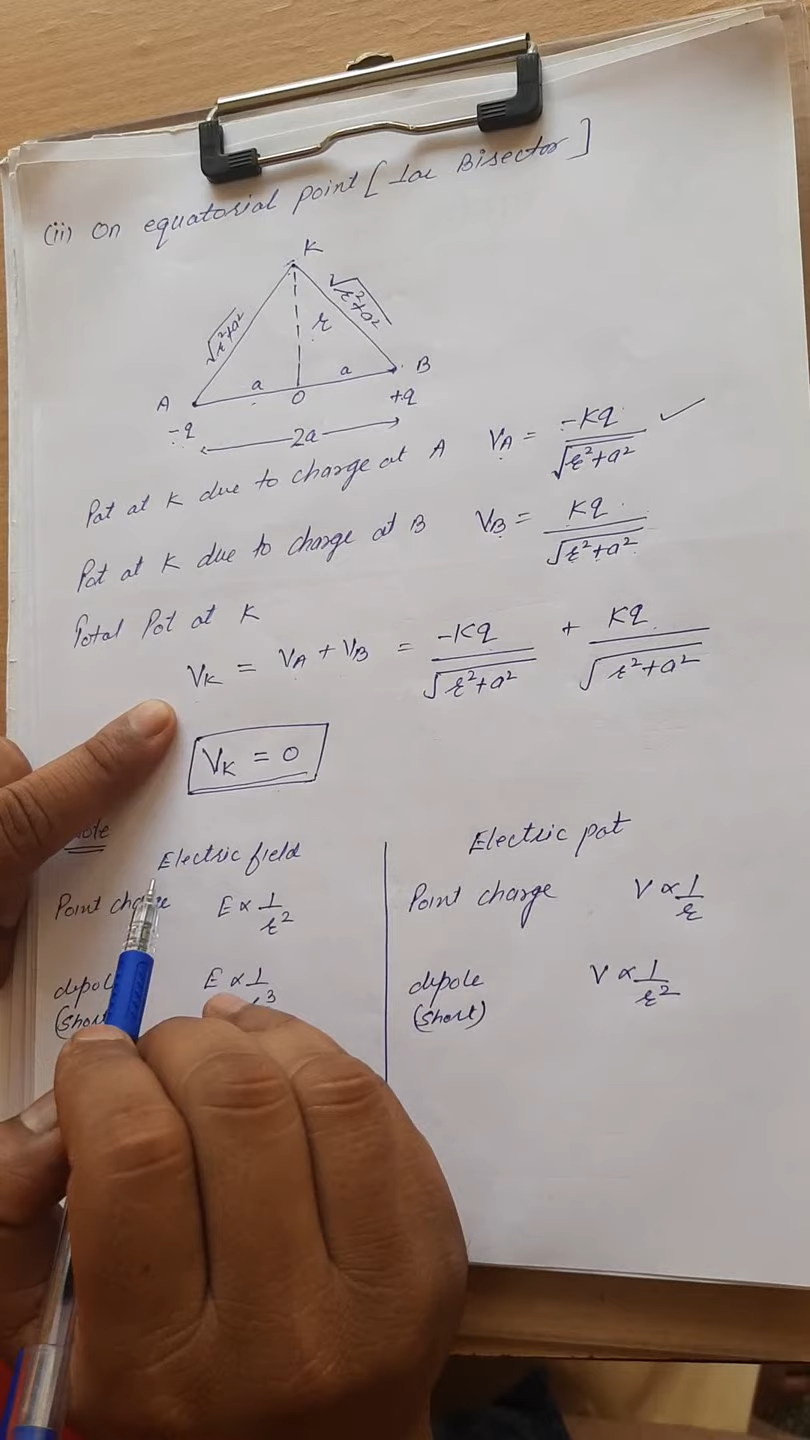 (ii) On equatorial point [ ⊥ar Bisector ]
K
√r²+a²
√r²+a²
r
A
a
O
a
B
-q
+q
2a
Pot at K due to charge at A VA = -Kq/√r²+a² ✓
Pot at K due to charge at B VB = Kq/√r²+a²
Total Pot at K
VK = VA + VB = -Kq/√r²+a² + Kq/√r²+a²
VK = 0
Electric field
Point E ∝ 1/r²
E ∝ 1/r³
Electric pot
Point charge V ∝ 1/r
dipole V ∝ 1/r²
(short)